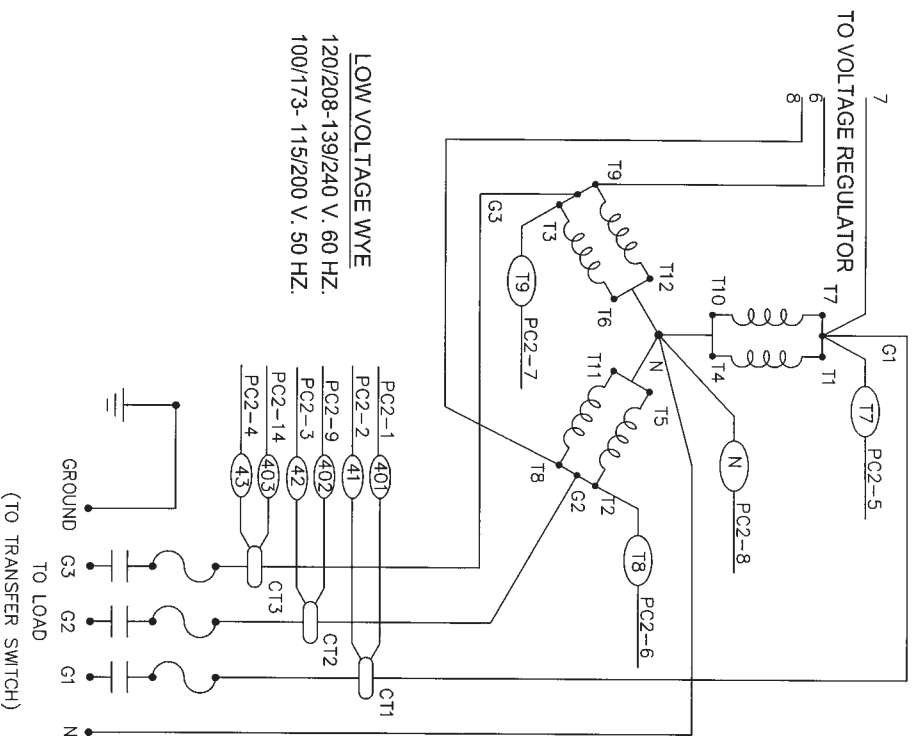 TO VOLTAGE REGULATOR
7
6
8
G1
T7
T1
T7
PC2-5
T10
T4
N
N
PC2-8
T9
T3
G3
T12
T6
T9
PC2-7
T11
T5
T8
T2
G2
T8
PC2-6
LOW VOLTAGE WYE
120/208-139/240 V. 60 HZ.
100/173- 115/200 V. 50 HZ.
PC2-1
401
PC2-2
41
PC2-9
402
PC2-3
42
PC2-14
403
PC2-4
43
CT1
CT2
CT3
GROUND
G3
G2
G1
N
TO LOAD
(TO TRANSFER SWITCH)